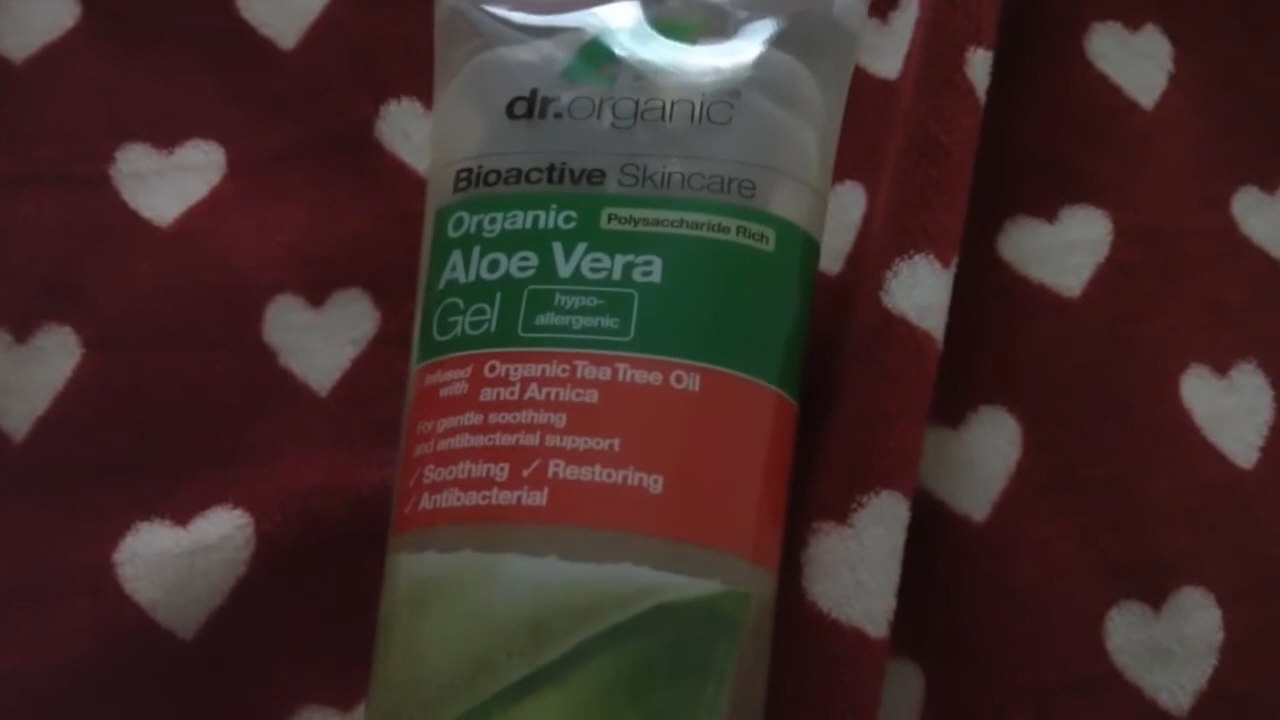 dr.organic
Bioactive Skincare
Organic Polysaccharide Rich
Aloe Vera
Gel hypo-
allergenic
Infused
with
Organic Tea Tree Oil
and Arnica
For gentle soothing
and antibacterial support
✓ Soothing ✓ Restoring
✓ Antibacterial